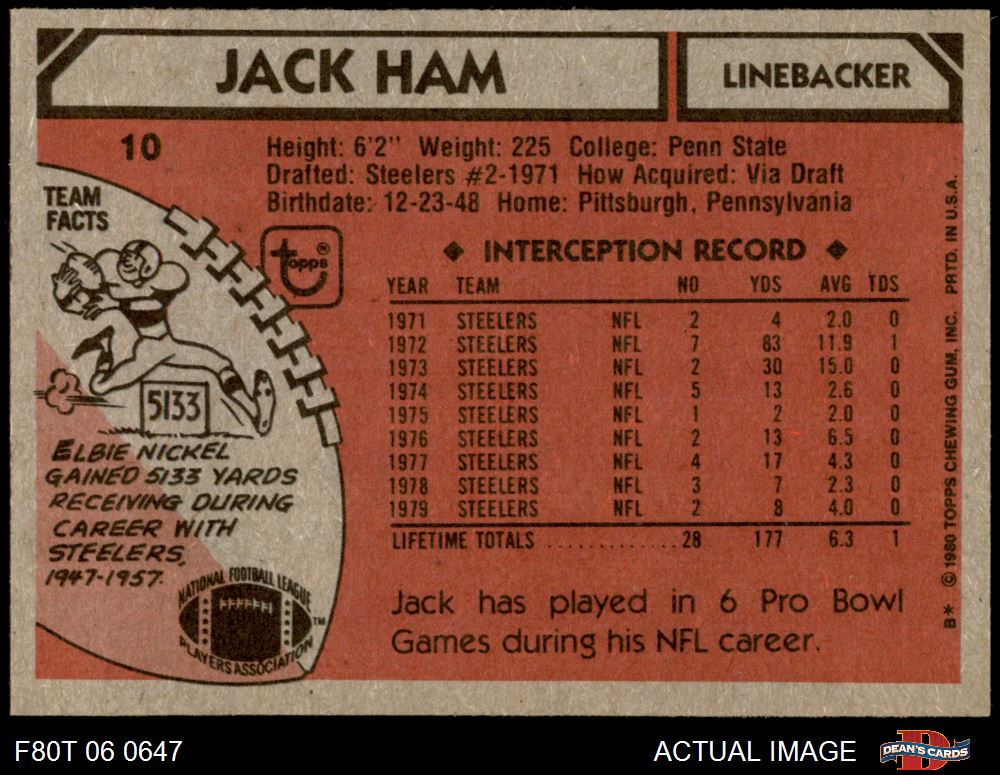 JACK HAM
LINEBACKER
10
Height: 6'2" Weight: 225 College: Penn State
Drafted: Steelers #2-1971 How Acquired: Via Draft
Birthdate: 12-23-48 Home: Pittsburgh, Pennsylvania
TEAM
FACTS
5133
ELBIE NICKEL
GAINED 5133 YARDS
RECEIVING DURING
CAREER WITH
STEELERS,
1947-1957.
topps®
NATIONAL FOOTBALL LEAGUE
PLAYERS ASSOCIATION
TM
◆ INTERCEPTION RECORD ◆
YEAR TEAM NO YDS AVG TDS
1971 STEELERS NFL 2 4 2.0 0
1972 STEELERS NFL 7 83 11.9 1
1973 STEELERS NFL 2 30 15.0 0
1974 STEELERS NFL 5 13 2.6 0
1975 STEELERS NFL 1 2 2.0 0
1976 STEELERS NFL 2 13 6.5 0
1977 STEELERS NFL 4 17 4.3 0
1978 STEELERS NFL 3 7 2.3 0
1979 STEELERS NFL 2 8 4.0 0
LIFETIME TOTALS ............ 28 177 6.3 1
Jack has played in 6 Pro Bowl
Games during his NFL career.
B* © 1980 TOPPS CHEWING GUM, INC. PRTD. IN U.S.A.
F80T 06 0647
ACTUAL IMAGE
D
DEAN'S CARDS